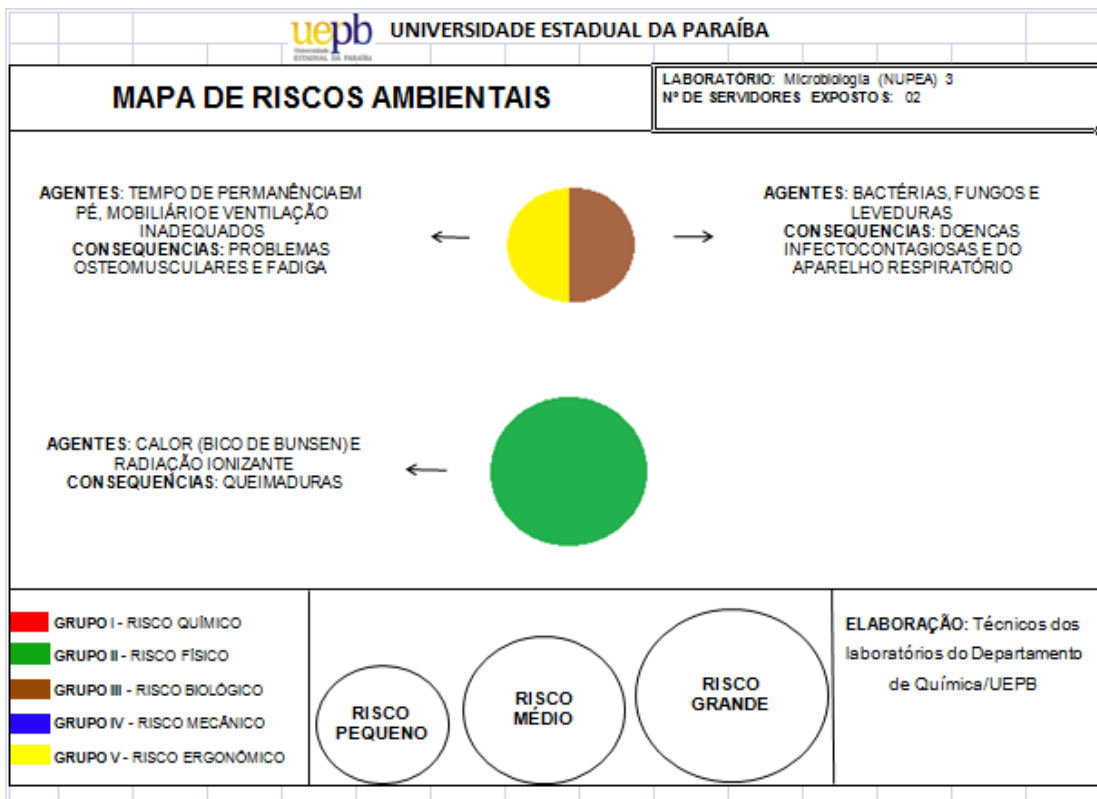 uepb
Universidade
ESTADUAL DA PARAÍBA
UNIVERSIDADE ESTADUAL DA PARAÍBA
MAPA DE RISCOS AMBIENTAIS
LABORATÓRIO: Microbiologia (NUPEA) 3
Nº DE SERVIDORES EXPOSTOS: 02
AGENTES: TEMPO DE PERMANÊNCIA EM
PÉ, MOBILIÁRIO E VENTILAÇÃO
INADEQUADOS
CONSEQUENCIAS: PROBLEMAS
OSTEOMUSCULARES E FADIGA
AGENTES: BACTÉRIAS, FUNGOS E
LEVEDURAS
CONSEQUENCIAS: DOENCAS
INFECTOCONTAGIOSAS E DO
APARELHO RESPIRATÓRIO
AGENTES: CALOR (BICO DE BUNSEN) E
RADIAÇÃO IONIZANTE
CONSEQUENCIAS: QUEIMADURAS
GRUPO I - RISCO QUÍMICO
GRUPO II - RISCO FÍSICO
GRUPO III - RISCO BIOLÓGICO
GRUPO IV - RISCO MECÂNICO
GRUPO V - RISCO ERGONÔMICO
RISCO
PEQUENO
RISCO
MÉDIO
RISCO
GRANDE
ELABORAÇÃO: Técnicos dos
laboratórios do Departamento
de Química/UEPB